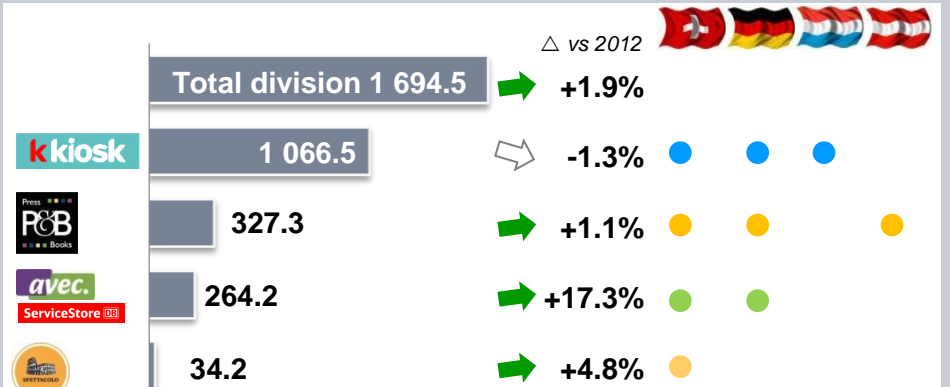 △ vs 2012
Total division 1 694.5 +1.9%
k kiosk 1 066.5 -1.3%
Press
P&B
Books
327.3 +1.1%
avec.
ServiceStore DB
264.2 +17.3%
SPETTACOLO
34.2 +4.8%